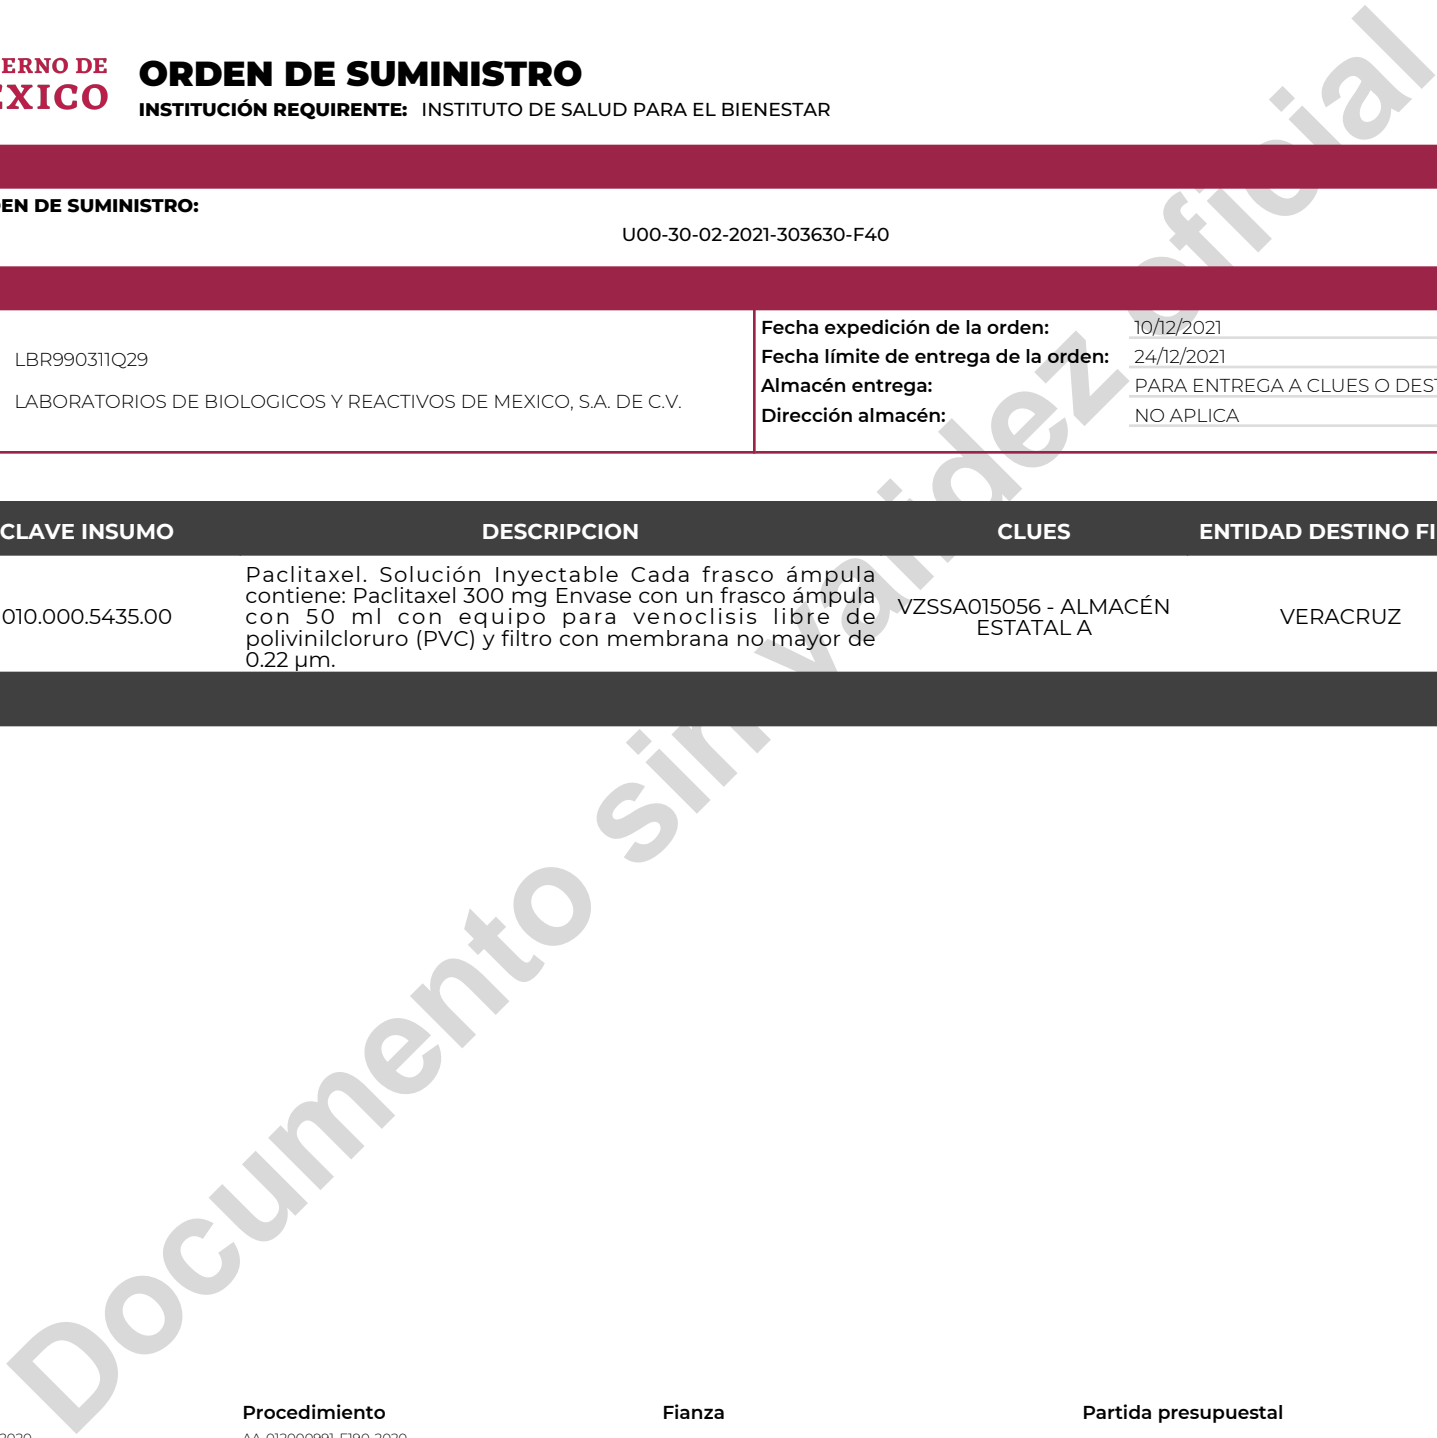 ERNO DE
EXICO
ORDEN DE SUMINISTRO
INSTITUCIÓN REQUIRENTE: INSTITUTO DE SALUD PARA EL BIENESTAR
EN DE SUMINISTRO:
U00-30-02-2021-303630-F40
LBR990311Q29
LABORATORIOS DE BIOLOGICOS Y REACTIVOS DE MEXICO, S.A. DE C.V.
Fecha expedición de la orden: 10/12/2021
Fecha límite de entrega de la orden: 24/12/2021
Almacén entrega: PARA ENTREGA A CLUES O DEST
Dirección almacén: NO APLICA
CLAVE INSUMO DESCRIPCION CLUES ENTIDAD DESTINO FI
010.000.5435.00
Paclitaxel. Solución Inyectable Cada frasco ámpula
contiene: Paclitaxel 300 mg Envase con un frasco ámpula
con 50 ml con equipo para venoclisis libre de
polivinilcloruro (PVC) y filtro con membrana no mayor de
0.22 µm.
VZSSA015056 - ALMACÉN
ESTATAL A
VERACRUZ
Documento sin validez oficial
Procedimiento Fianza Partida presupuestal